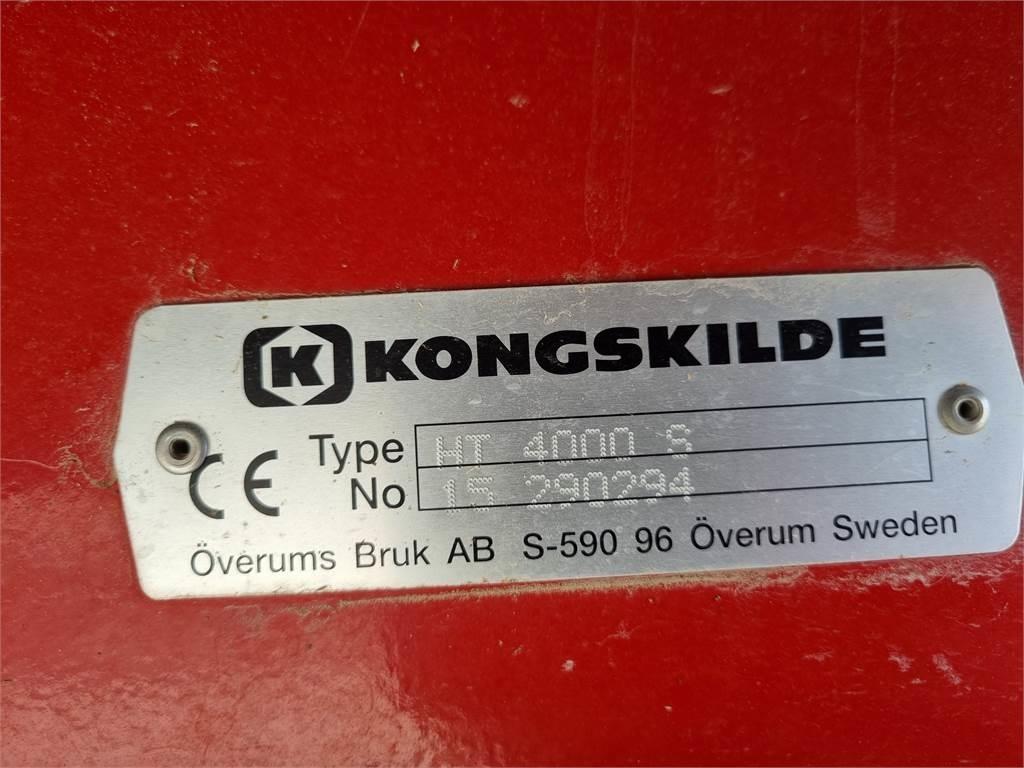 K KONGSKILDE
CE
Type HT 4000 S
No 15 290294
Överums Bruk AB S-590 96 Överum Sweden